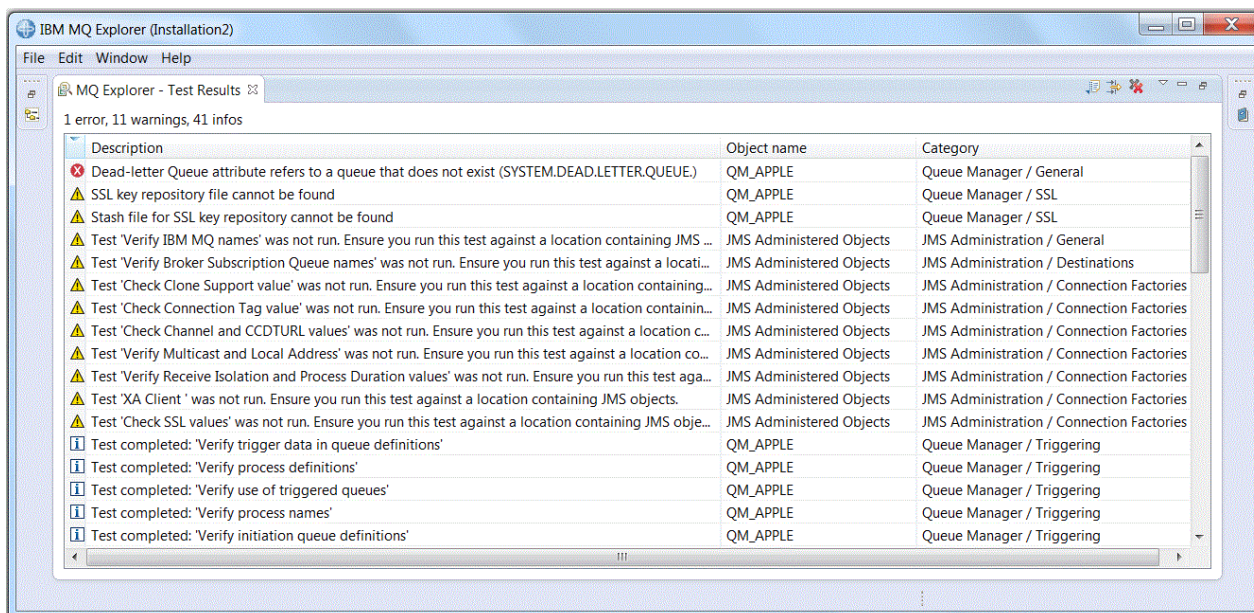 IBM MQ Explorer (Installation2)
File Edit Window Help
MQ Explorer - Test Results
1 error, 11 warnings, 41 infos
Description Object name Category
Dead-letter Queue attribute refers to a queue that does not exist (SYSTEM.DEAD.LETTER.QUEUE.) QM_APPLE Queue Manager / General
SSL key repository file cannot be found QM_APPLE Queue Manager / SSL
Stash file for SSL key repository cannot be found QM_APPLE Queue Manager / SSL
Test 'Verify IBM MQ names' was not run. Ensure you run this test against a location containing JMS ... JMS Administered Objects JMS Administration / General
Test 'Verify Broker Subscription Queue names' was not run. Ensure you run this test against a locati... JMS Administered Objects JMS Administration / Destinations
Test 'Check Clone Support value' was not run. Ensure you run this test against a location containing... JMS Administered Objects JMS Administration / Connection Factories
Test 'Check Connection Tag value' was not run. Ensure you run this test against a location containin... JMS Administered Objects JMS Administration / Connection Factories
Test 'Check Channel and CCDTURL values' was not run. Ensure you run this test against a location c... JMS Administered Objects JMS Administration / Connection Factories
Test 'Verify Multicast and Local Address' was not run. Ensure you run this test against a location co... JMS Administered Objects JMS Administration / Connection Factories
Test 'Verify Receive Isolation and Process Duration values' was not run. Ensure you run this test aga... JMS Administered Objects JMS Administration / Connection Factories
Test 'XA Client ' was not run. Ensure you run this test against a location containing JMS objects. JMS Administered Objects JMS Administration / Connection Factories
Test 'Check SSL values' was not run. Ensure you run this test against a location containing JMS obje... JMS Administered Objects JMS Administration / Connection Factories
Test completed: 'Verify trigger data in queue definitions' QM_APPLE Queue Manager / Triggering
Test completed: 'Verify process definitions' QM_APPLE Queue Manager / Triggering
Test completed: 'Verify use of triggered queues' QM_APPLE Queue Manager / Triggering
Test completed: 'Verify process names' QM_APPLE Queue Manager / Triggering
Test completed: 'Verify initiation queue definitions' QM_APPLE Queue Manager / Triggering